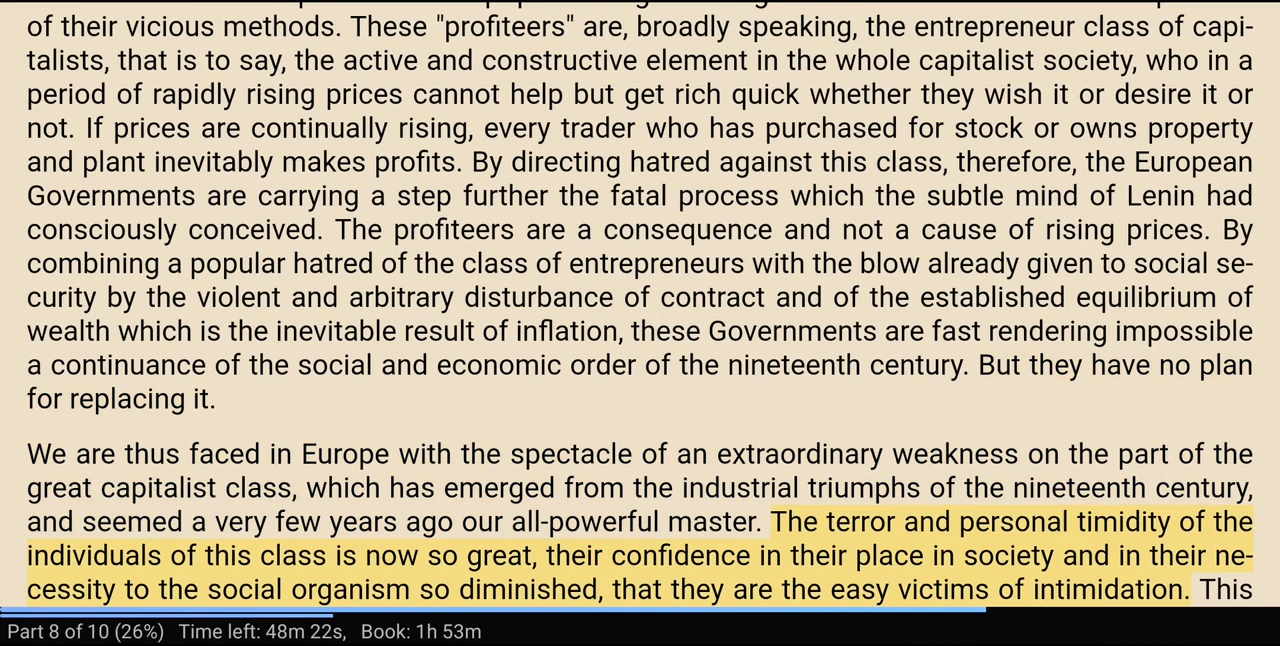 of their vicious methods. These "profiteers" are, broadly speaking, the entrepreneur class of capi-
talists, that is to say, the active and constructive element in the whole capitalist society, who in a
period of rapidly rising prices cannot help but get rich quick whether they wish it or desire it or
not. If prices are continually rising, every trader who has purchased for stock or owns property
and plant inevitably makes profits. By directing hatred against this class, therefore, the European
Governments are carrying a step further the fatal process which the subtle mind of Lenin had
consciously conceived. The profiteers are a consequence and not a cause of rising prices. By
combining a popular hatred of the class of entrepreneurs with the blow already given to social se-
curity by the violent and arbitrary disturbance of contract and of the established equilibrium of
wealth which is the inevitable result of inflation, these Governments are fast rendering impossible
a continuance of the social and economic order of the nineteenth century. But they have no plan
for replacing it.
We are thus faced in Europe with the spectacle of an extraordinary weakness on the part of the
great capitalist class, which has emerged from the industrial triumphs of the nineteenth century,
and seemed a very few years ago our all-powerful master. The terror and personal timidity of the
individuals of this class is now so great, their confidence in their place in society and in their ne-
cessity to the social organism so diminished, that they are the easy victims of intimidation. This
Part 8 of 10 (26%) Time left: 48m 22s, Book: 1h 53m